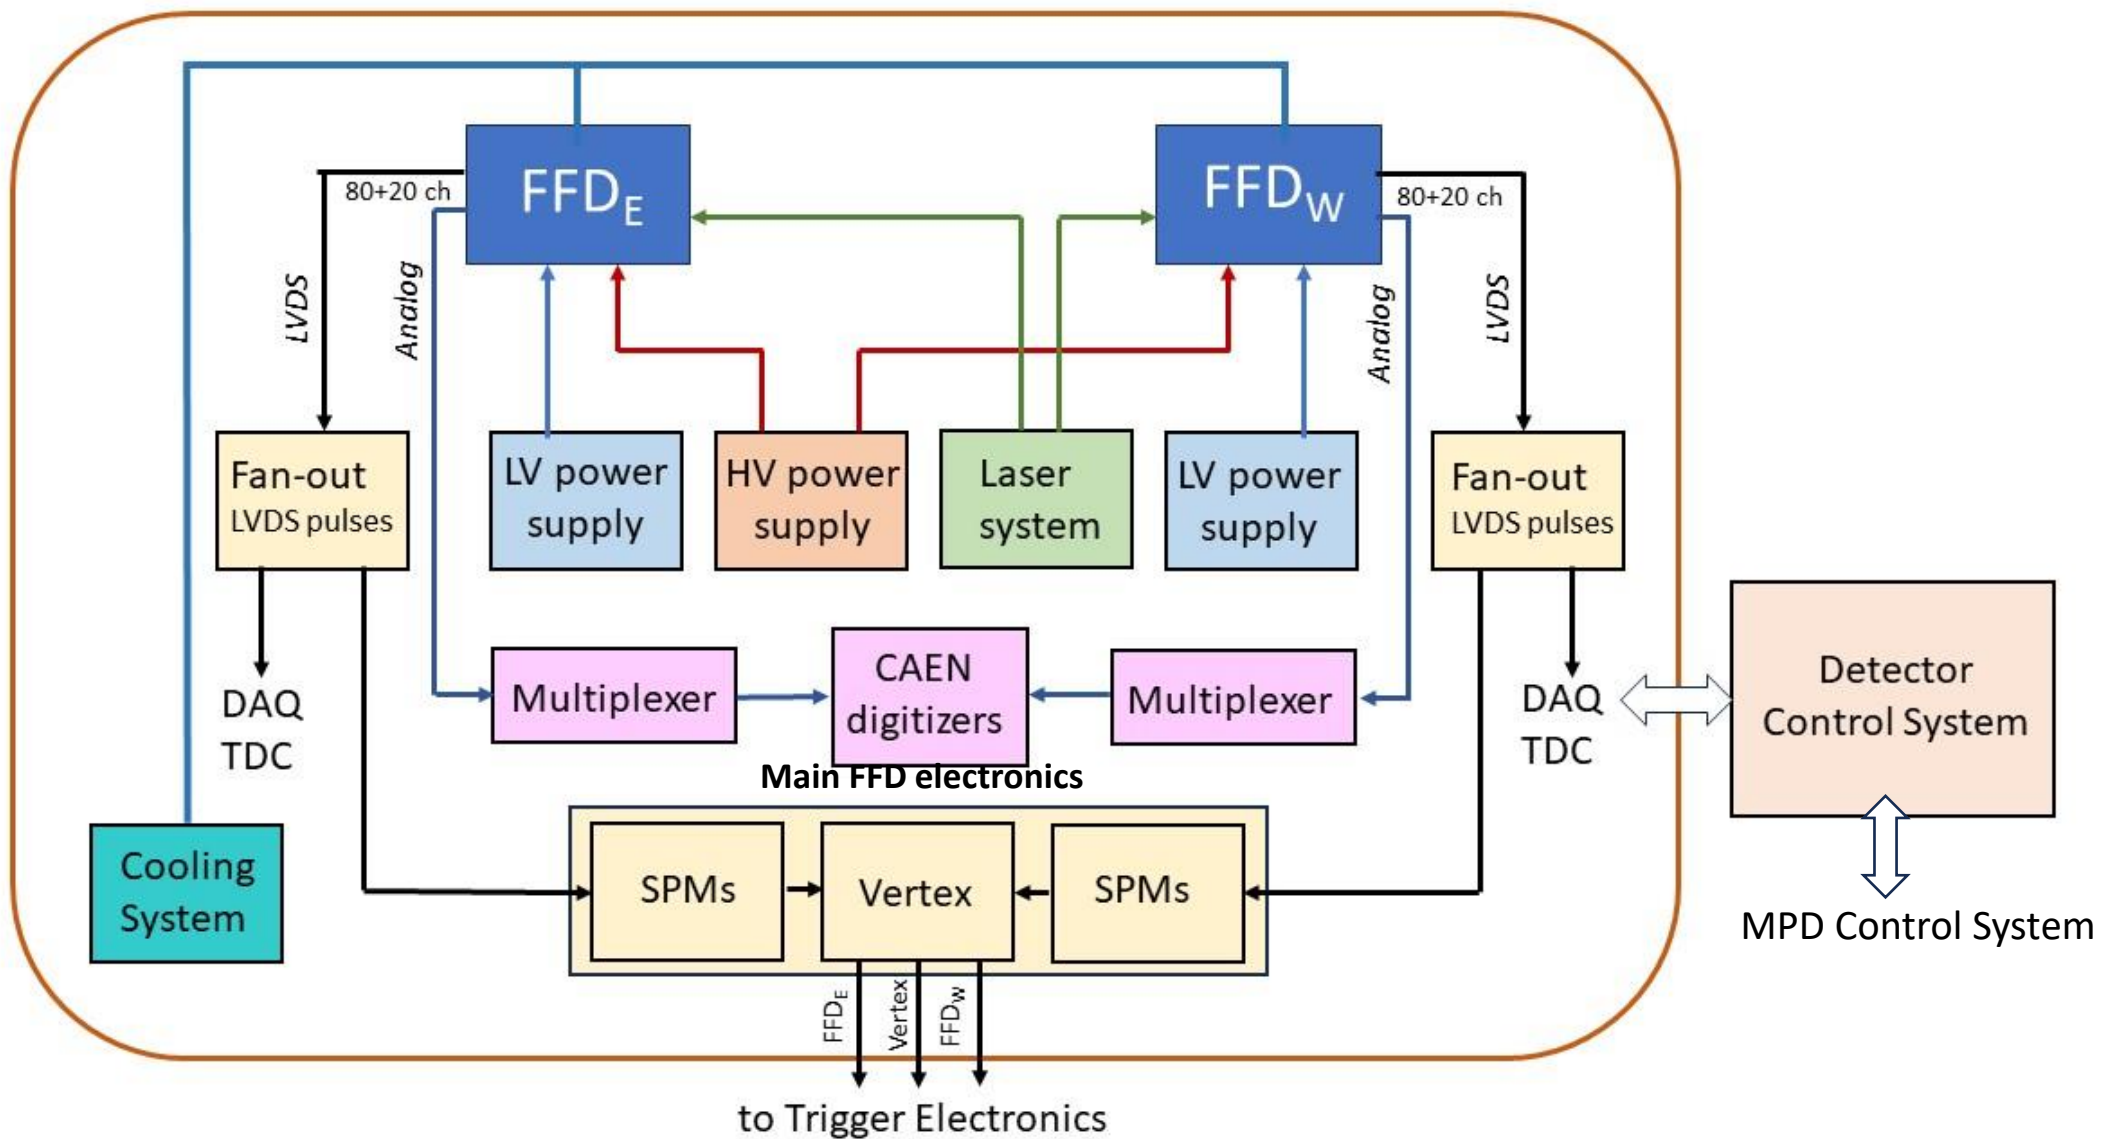 FFDE
FFDW
80+20 ch
80+20 ch
LVDS
Analog
Analog
LVDS
Fan-out
LVDS pulses
LV power
supply
HV power
supply
Laser
system
LV power
supply
Fan-out
LVDS pulses
DAQ
TDC
Multiplexer
CAEN
digitizers
Multiplexer
DAQ
TDC
Detector
Control System
Main FFD electronics
Cooling
System
SPMs
Vertex
SPMs
MPD Control System
FFDE
Vertex
FFDW
to Trigger Electronics